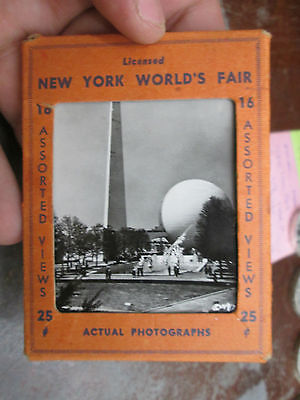 Licensed
NEW YORK WORLD'S FAIR
16 16
ASSORTED VIEWS
ASSORTED VIEWS
25 ¢ 25 ¢
ACTUAL PHOTOGRAPHS